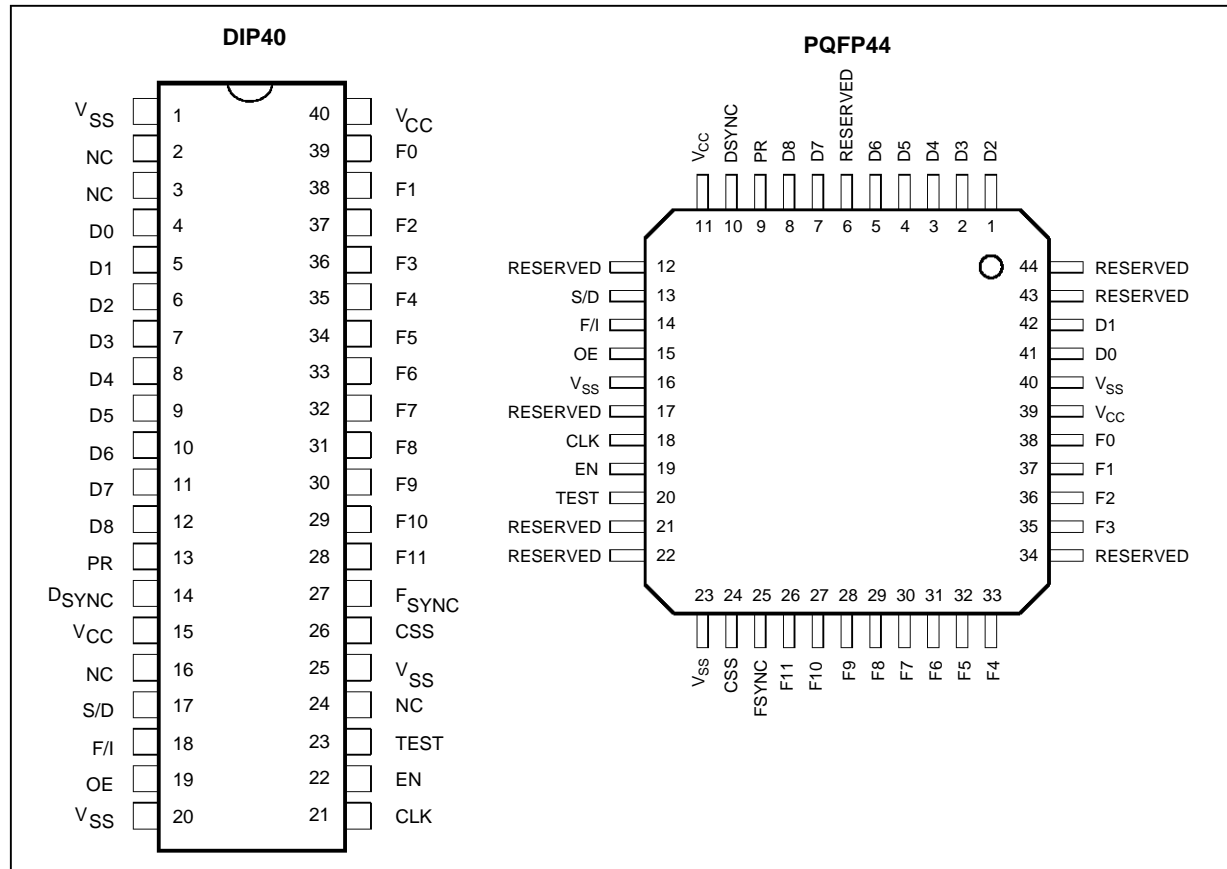 DIP40
VSS 1 40 VCC
NC 2 39 F0
NC 3 38 F1
D0 4 37 F2
D1 5 36 F3
D2 6 35 F4
D3 7 34 F5
D4 8 33 F6
D5 9 32 F7
D6 10 31 F8
D7 11 30 F9
D8 12 29 F10
PR 13 28 F11
DSYNC 14 27 FSYNC
VCC 15 26 CSS
NC 16 25 VSS
S/D 17 24 NC
F/I 18 23 TEST
OE 19 22 EN
VSS 20 21 CLK
PQFP44
VCC DSYNC PR D8 D7 RESERVED D6 D5 D4 D3 D2
11 10 9 8 7 6 5 4 3 2 1
RESERVED 12 44 RESERVED
S/D 13 43 RESERVED
F/I 14 42 D1
OE 15 41 D0
VSS 16 40 VSS
RESERVED 17 39 VCC
CLK 18 38 F0
EN 19 37 F1
TEST 20 36 F2
RESERVED 21 35 F3
RESERVED 22 34 RESERVED
23 24 25 26 27 28 29 30 31 32 33
VSS CSS FSYNC F11 F10 F9 F8 F7 F6 F5 F4